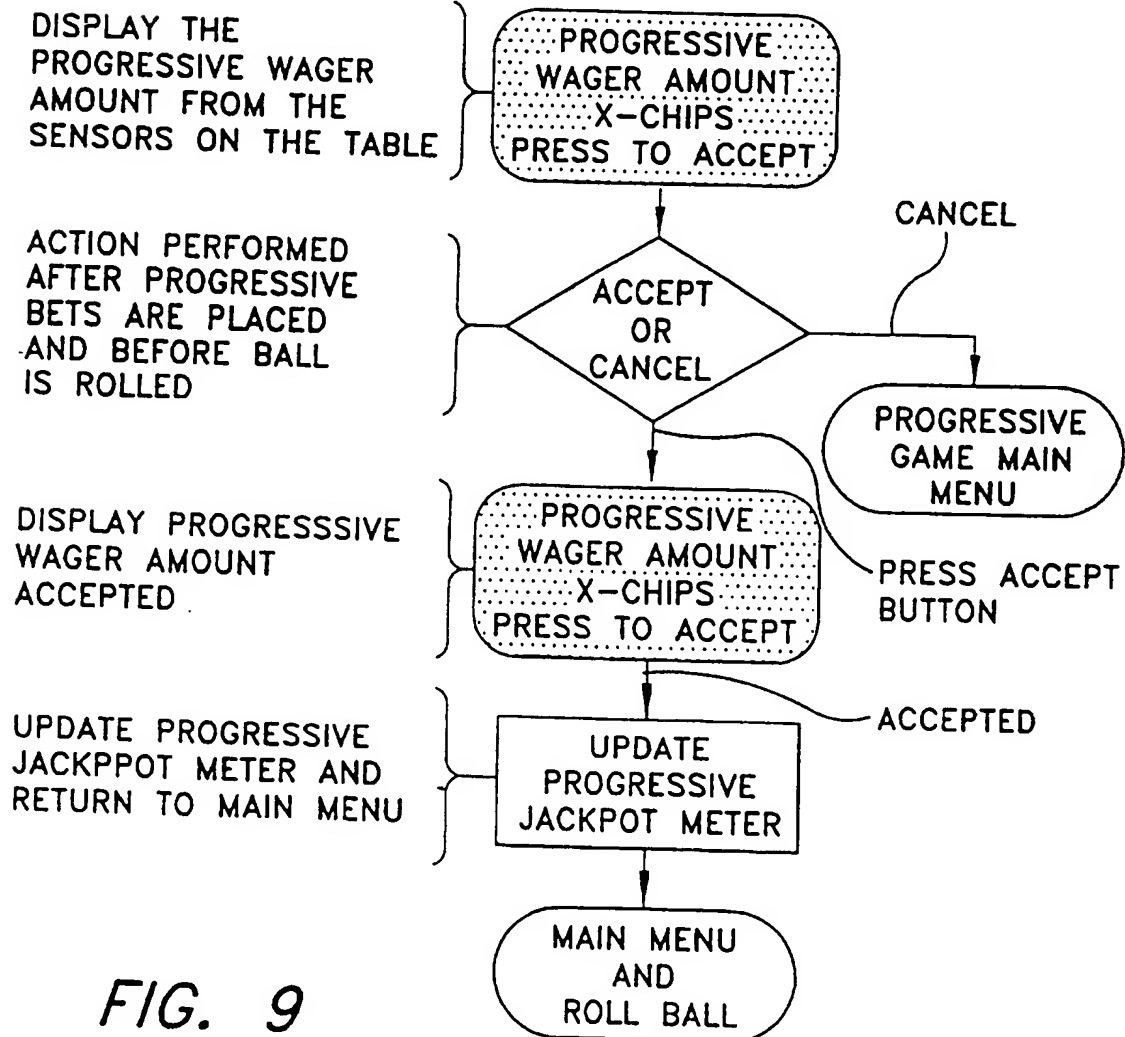 DISPLAY THE
PROGRESSIVE WAGER
AMOUNT FROM THE
SENSORS ON THE TABLE
PROGRESSIVE
WAGER AMOUNT
X-CHIPS
PRESS TO ACCEPT
ACTION PERFORMED
AFTER PROGRESSIVE
BETS ARE PLACED
AND BEFORE BALL
IS ROLLED
ACCEPT
OR
CANCEL
CANCEL
PROGRESSIVE
GAME MAIN
MENU
DISPLAY PROGRESSSIVE
WAGER AMOUNT
ACCEPTED
PROGRESSIVE
WAGER AMOUNT
X-CHIPS
PRESS TO ACCEPT
PRESS ACCEPT
BUTTON
ACCEPTED
UPDATE PROGRESSIVE
JACKPPOT METER AND
RETURN TO MAIN MENU
UPDATE
PROGRESSIVE
JACKPOT METER
MAIN MENU
AND
ROLL BALL
FIG. 9